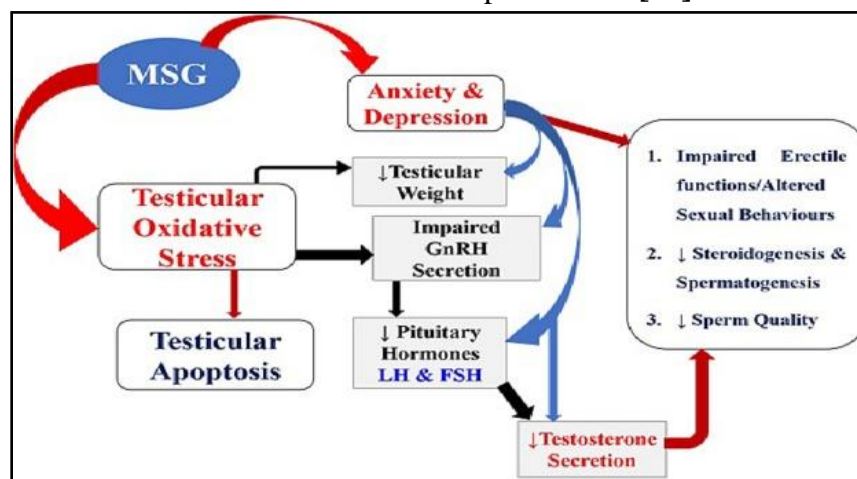 MSG
Anxiety &
Depression
↓Testicular
Weight
Testicular
Oxidative
Stress
Impaired
GnRH
Secretion
Testicular
Apoptosis
↓ Pituitary
Hormones
LH & FSH
↓Testosterone
Secretion
1. Impaired Erectile
functions/Altered
Sexual Behaviours
2. ↓ Steroidogenesis &
Spermatogenesis
3. ↓ Sperm Quality